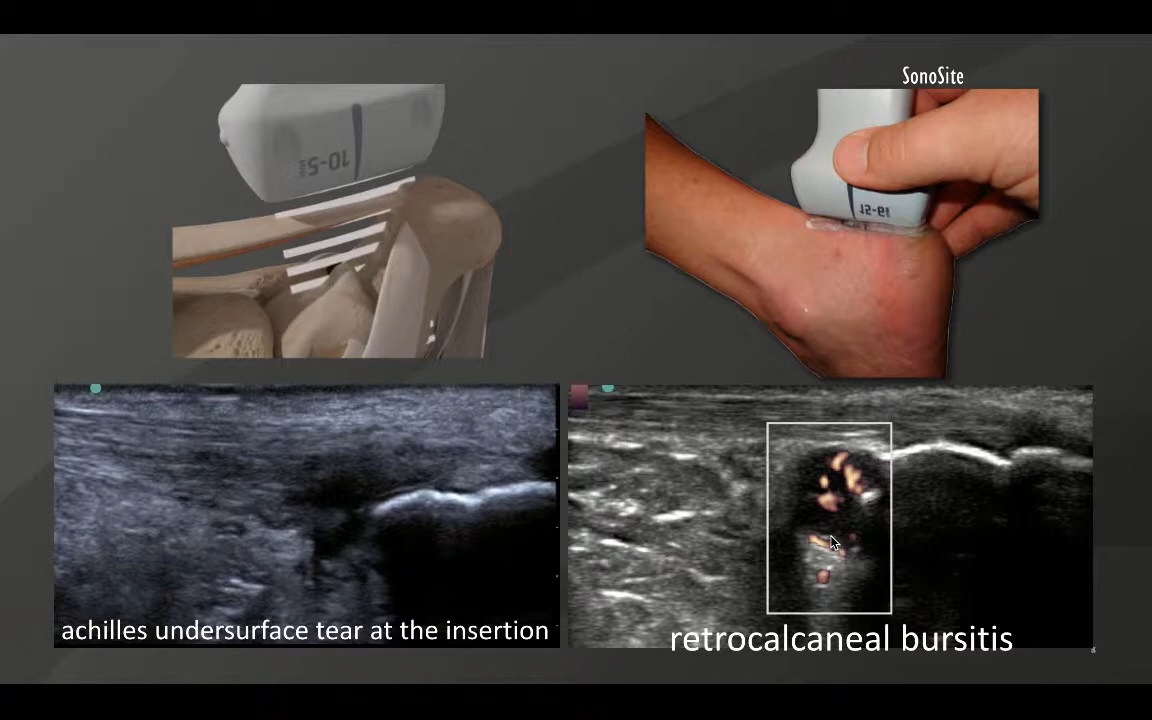 SonoSite
10-5
15-6
achilles undersurface tear at the insertion
retrocalcaneal bursitis